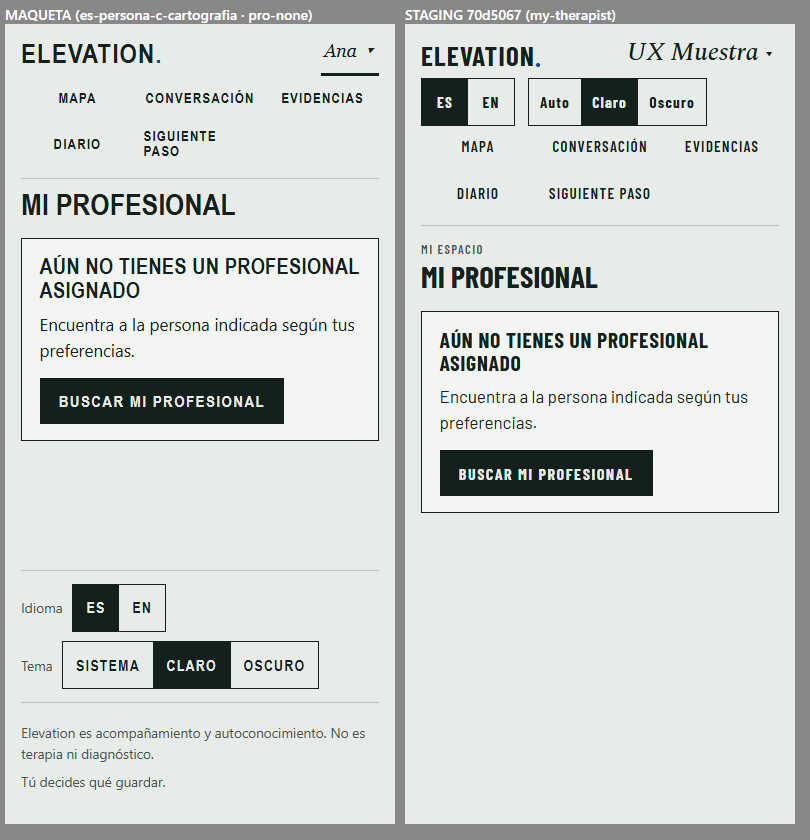 MAQUETA (es-persona-c-cartografia · pro-none)
ELEVATION.
Ana ▾
MAPA
CONVERSACIÓN
EVIDENCIAS
DIARIO
SIGUIENTE
PASO
MI PROFESIONAL
AÚN NO TIENES UN PROFESIONAL
ASIGNADO
Encuentra a la persona indicada según tus
preferencias.
BUSCAR MI PROFESIONAL
Idioma
ES
EN
Tema
SISTEMA
CLARO
OSCURO
Elevation es acompañamiento y autoconocimiento. No es
terapia ni diagnóstico.
Tú decides qué guardar.
STAGING 70d5067 (my-therapist)
ELEVATION.
UX Muestra ▾
ES
EN
Auto
Claro
Oscuro
MAPA
CONVERSACIÓN
EVIDENCIAS
DIARIO
SIGUIENTE PASO
MI ESPACIO
MI PROFESIONAL
AÚN NO TIENES UN PROFESIONAL
ASIGNADO
Encuentra a la persona indicada según tus
preferencias.
BUSCAR MI PROFESIONAL